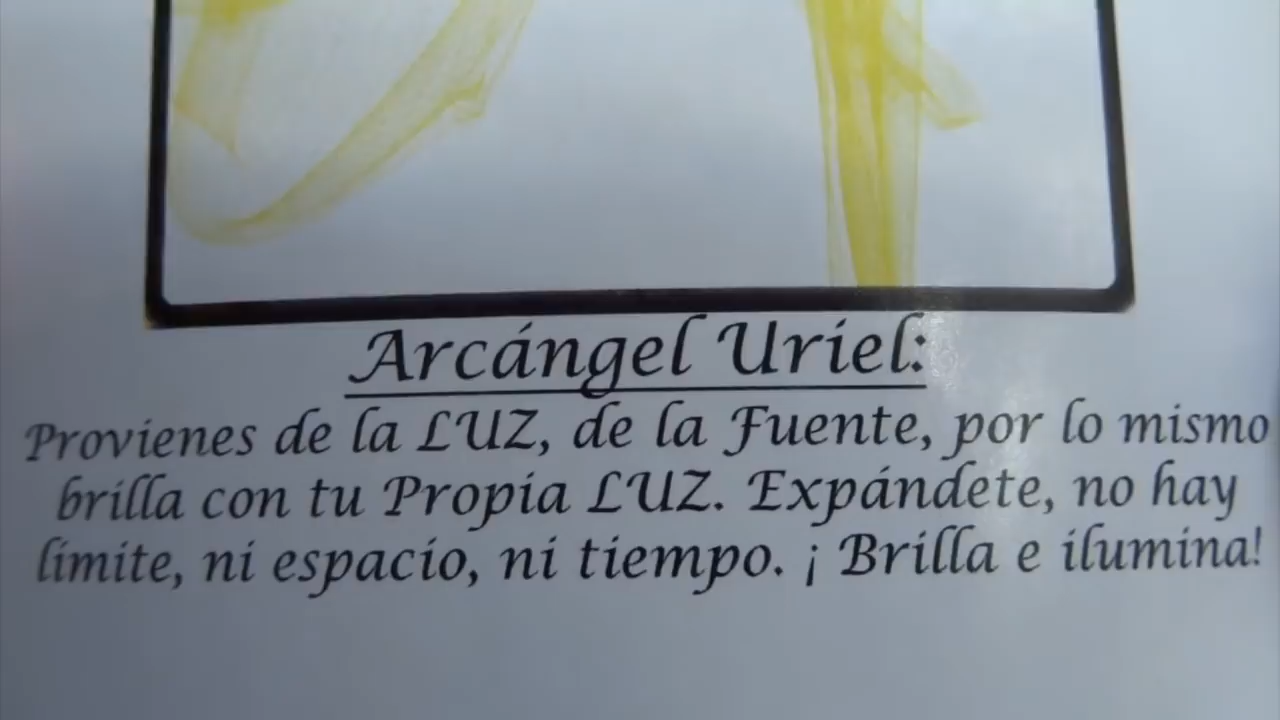 Arcángel Uriel:
Provienes de la LUZ, de la Fuente, por lo mismo
brilla con tu Propia LUZ. Expándete, no hay
límite, ni espacio, ni tiempo. ¡ Brilla e ilumina!